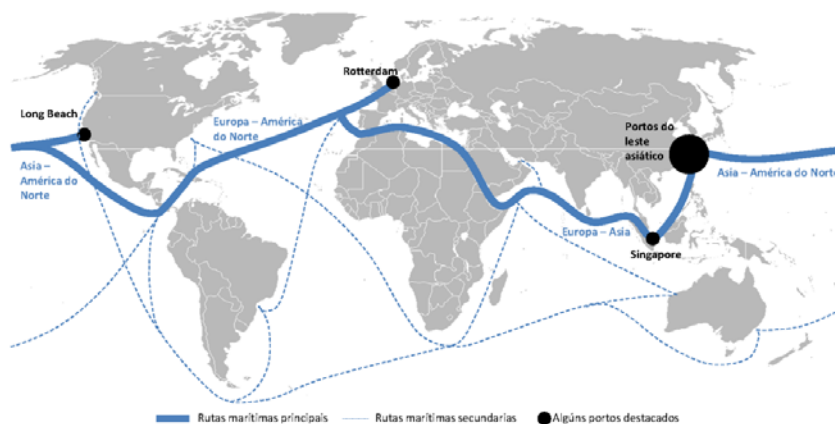 Rotterdam
Long Beach
Europa – América
do Norte
Portos do
leste
asiático
Asia –
América do
Norte
Asia – América do Norte
Europa – Asia
Singapore
Rutas marítimas principais
Rutas marítimas secundarias
Algúns portos destacados